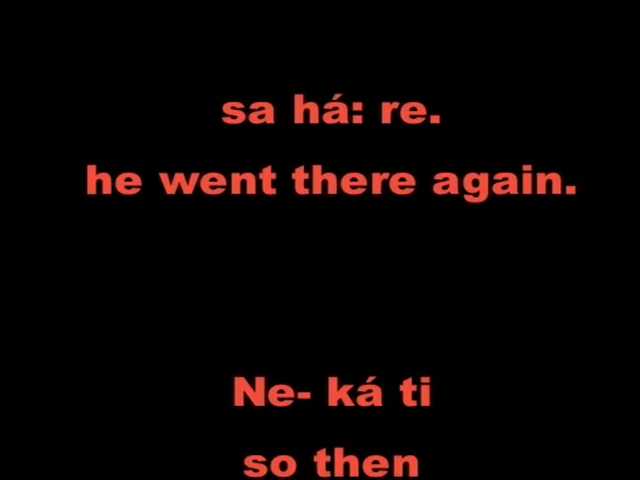 sa há: re.
he went there again.
Ne- ká ti
so then